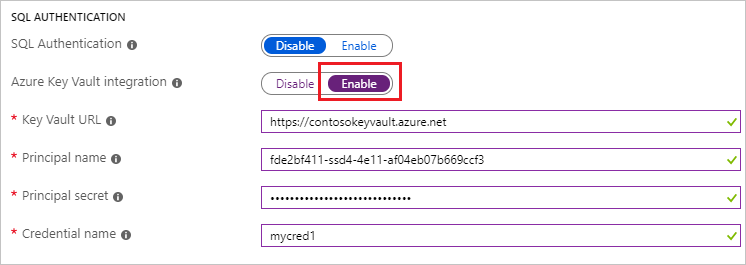 SQL AUTHENTICATION
SQL Authentication Disable Enable
Azure Key Vault integration Disable Enable
* Key Vault URL https://contosokeyvault.azure.net
* Principal name fde2bf411-ssd4-4e11-af04eb07b669ccf3
* Principal secret •••••••••••••••••••••••••••••
* Credential name mycred1